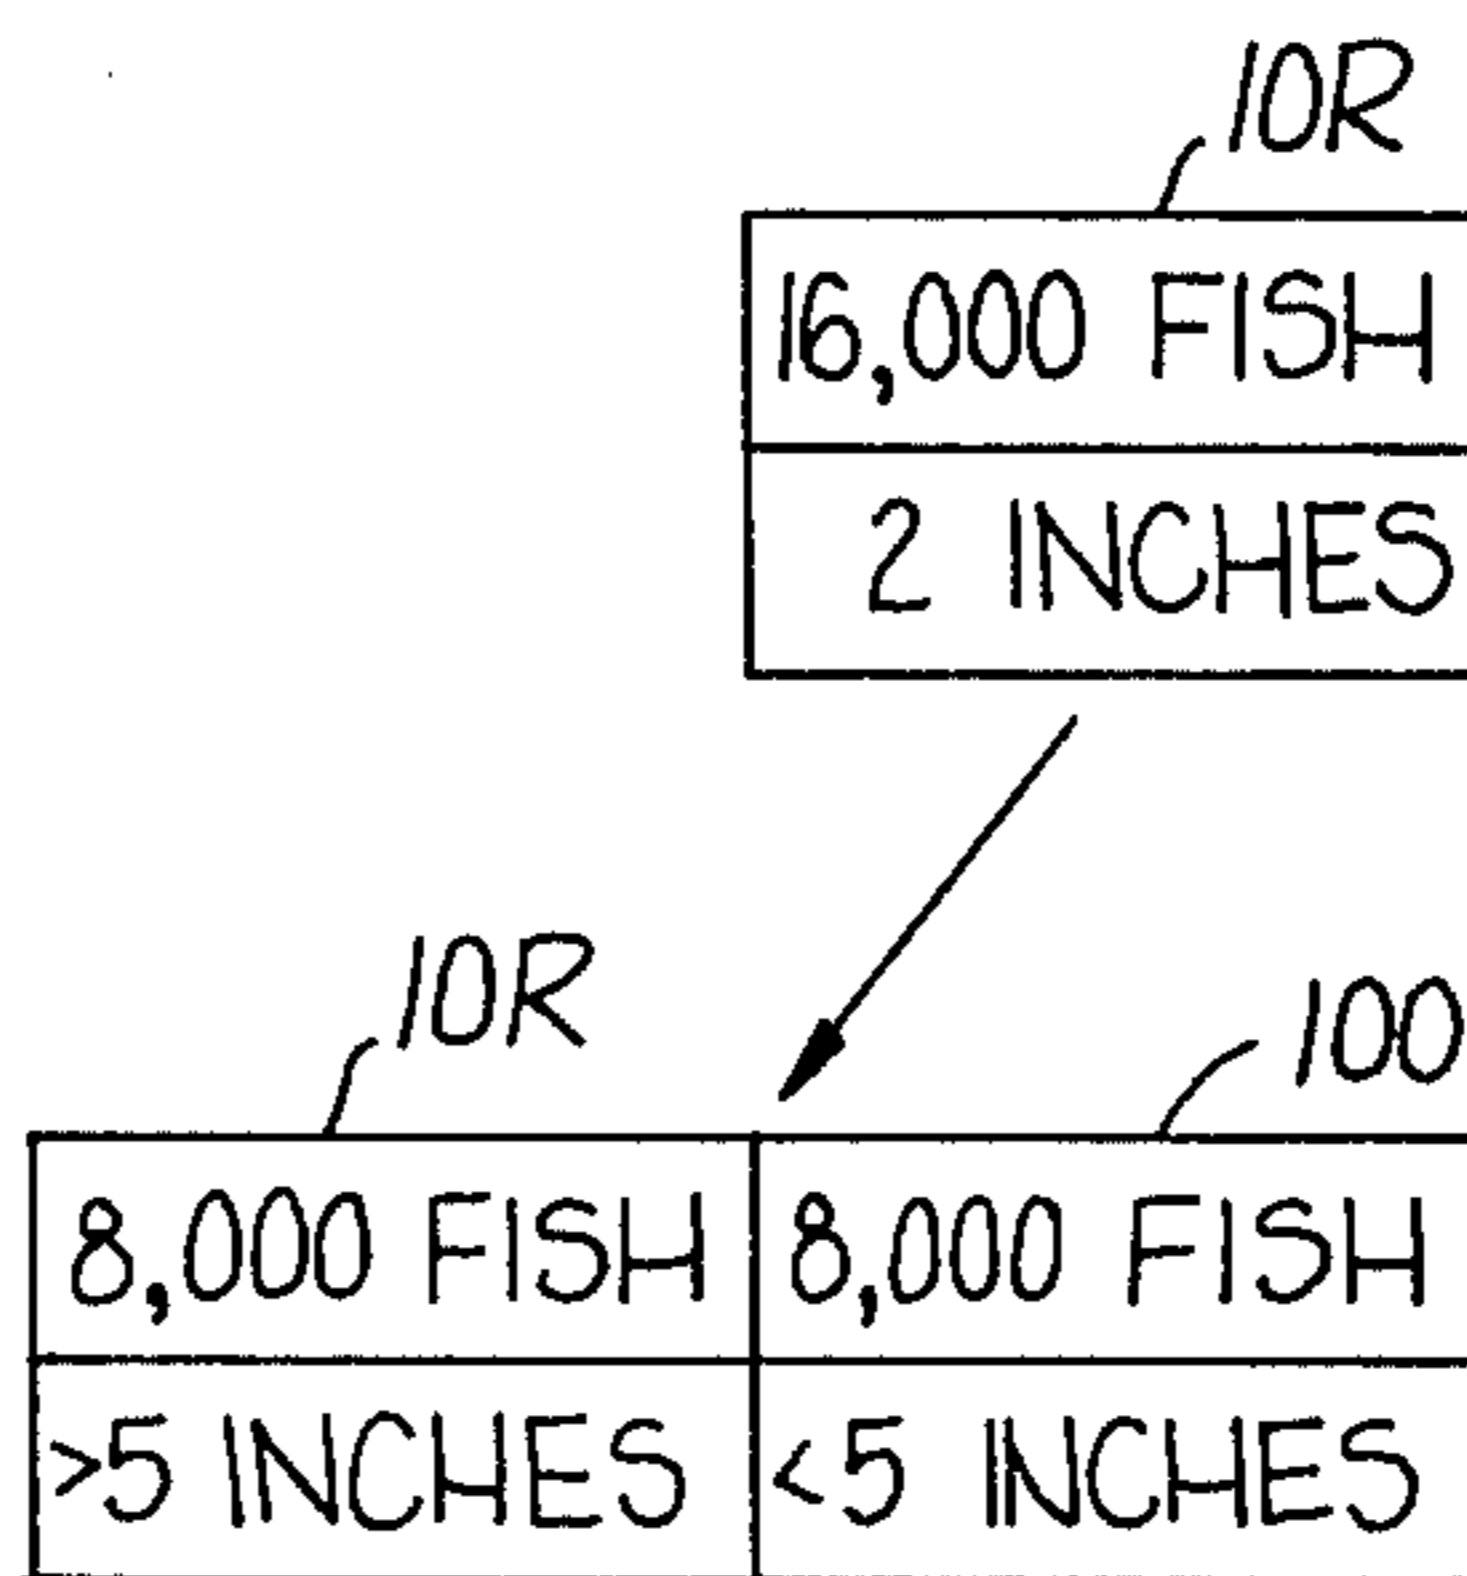 10R
16,000 FISH
2 INCHES
10R 100
8,000 FISH 8,000 FISH
>5 INCHES <5 INCHES